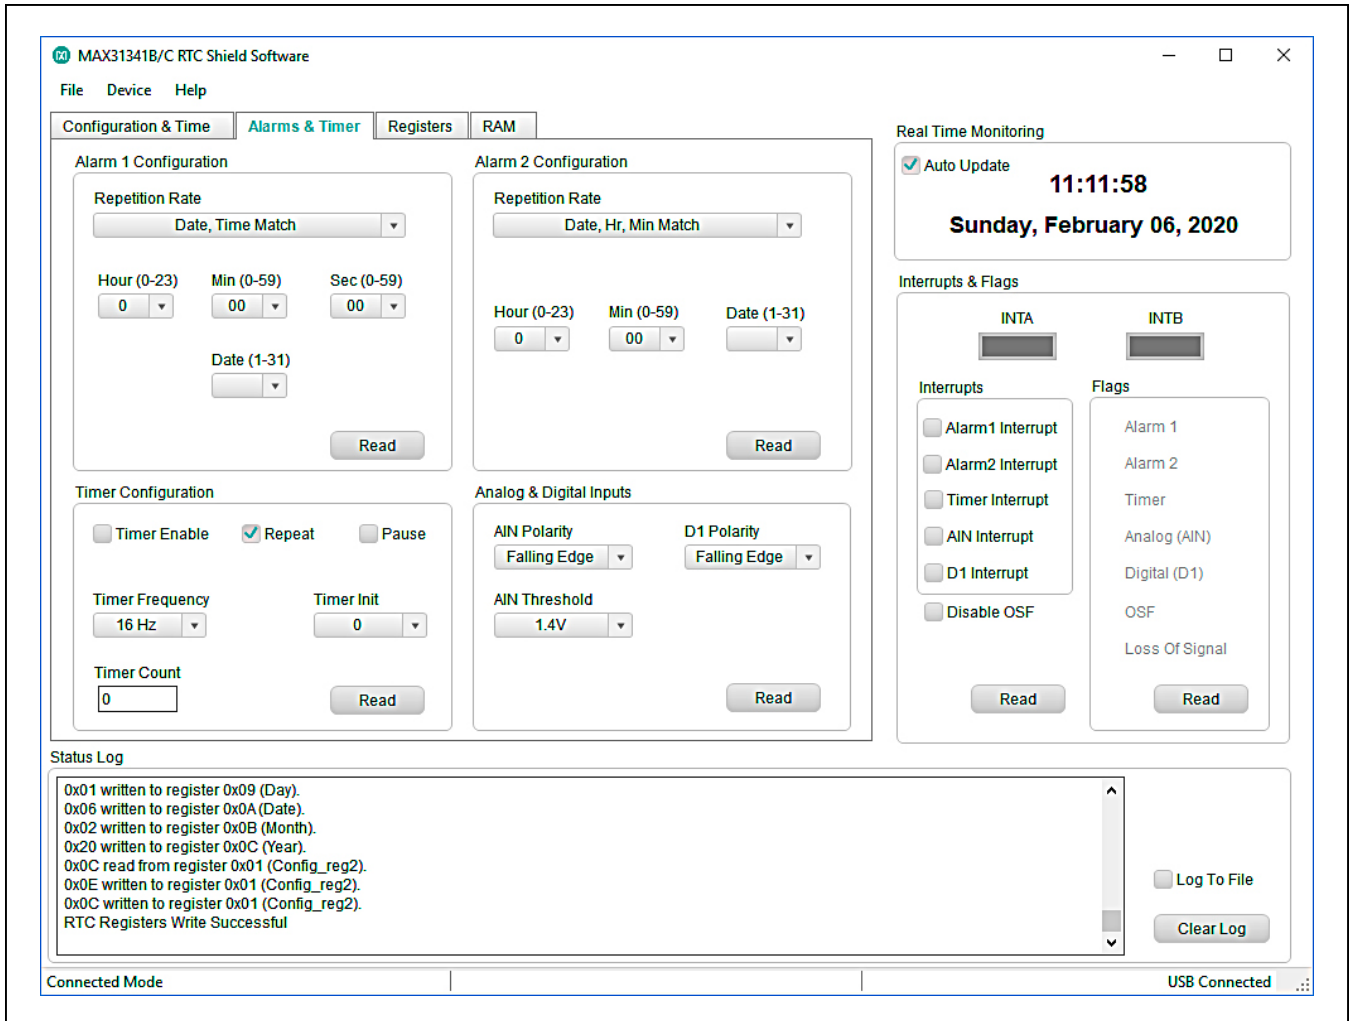 MAX31341B/C RTC Shield Software
File Device Help
Configuration & Time Alarms & Timer Registers RAM
Alarm 1 Configuration
Repetition Rate
Date, Time Match
Hour (0-23) Min (0-59) Sec (0-59)
0 00 00
Date (1-31)
Read
Alarm 2 Configuration
Repetition Rate
Date, Hr, Min Match
Hour (0-23) Min (0-59) Date (1-31)
0 00
Read
Timer Configuration
Timer Enable Repeat Pause
Timer Frequency Timer Init
16 Hz 0
Timer Count
0
Read
Analog & Digital Inputs
AIN Polarity D1 Polarity
Falling Edge Falling Edge
AIN Threshold
1.4V
Read
Real Time Monitoring
Auto Update
11:11:58
Sunday, February 06, 2020
Interrupts & Flags
INTA INTB
Interrupts
Alarm1 Interrupt
Alarm2 Interrupt
Timer Interrupt
AIN Interrupt
D1 Interrupt
Disable OSF
Read
Flags
Alarm 1
Alarm 2
Timer
Analog (AIN)
Digital (D1)
OSF
Loss Of Signal
Read
Status Log
0x01 written to register 0x09 (Day).
0x06 written to register 0x0A (Date).
0x02 written to register 0x0B (Month).
0x20 written to register 0x0C (Year).
0x0C read from register 0x01 (Config_reg2).
0x0E written to register 0x01 (Config_reg2).
0x0C written to register 0x01 (Config_reg2).
RTC Registers Write Successful
Log To File
Clear Log
Connected Mode USB Connected